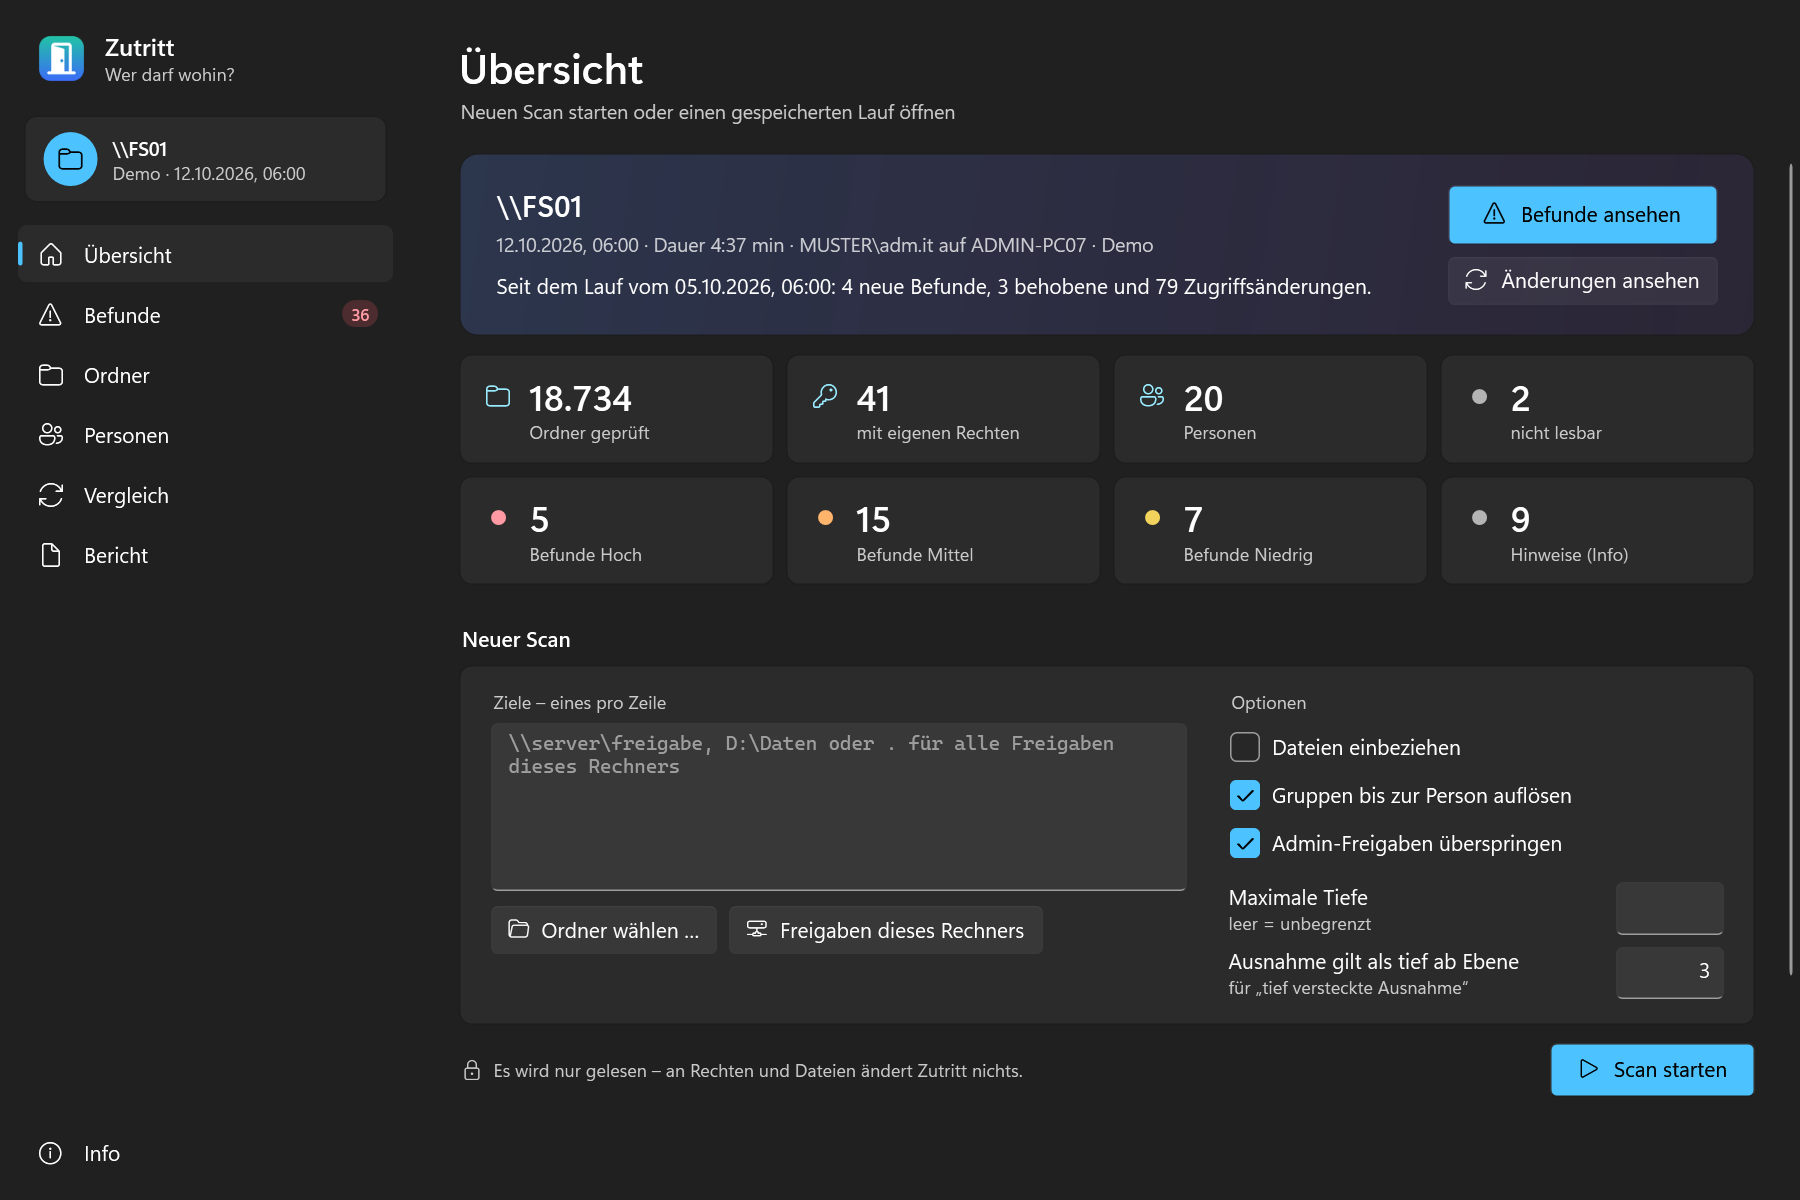 Zutritt
Wer darf wohin?
\\FS01
Demo · 12.10.2026, 06:00
Übersicht
Befunde
36
Ordner
Personen
Vergleich
Bericht
Info
Übersicht
Neuen Scan starten oder einen gespeicherten Lauf öffnen
\\FS01
12.10.2026, 06:00 · Dauer 4:37 min · MUSTER\adm.it auf ADMIN-PC07 · Demo
Seit dem Lauf vom 05.10.2026, 06:00: 4 neue Befunde, 3 behobene und 79 Zugriffsänderungen.
Befunde ansehen
Änderungen ansehen
18.734
Ordner geprüft
41
mit eigenen Rechten
20
Personen
2
nicht lesbar
5
Befunde Hoch
15
Befunde Mittel
7
Befunde Niedrig
9
Hinweise (Info)
Neuer Scan
Ziele – eines pro Zeile
\\server\freigabe, D:\Daten oder . für alle Freigaben
dieses Rechners
Ordner wählen ...
Freigaben dieses Rechners
Optionen
Dateien einbeziehen
Gruppen bis zur Person auflösen
Admin-Freigaben überspringen
Maximale Tiefe
leer = unbegrenzt
Ausnahme gilt als tief ab Ebene
für „tief versteckte Ausnahme“
3
Es wird nur gelesen – an Rechten und Dateien ändert Zutritt nichts.
Scan starten